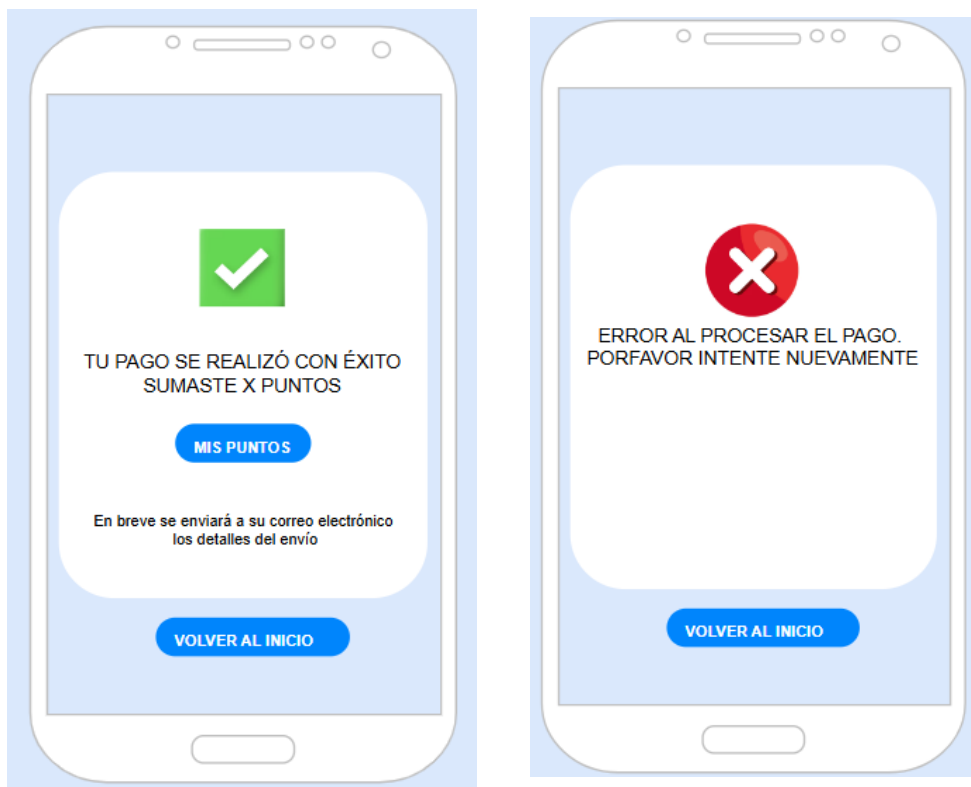 TU PAGO SE REALIZÓ CON ÉXITO
SUMASTE X PUNTOS
MIS PUNTOS
En breve se enviará a su correo electrónico
los detalles del envío
VOLVER AL INICIO
ERROR AL PROCESAR EL PAGO.
PORFAVOR INTENTE NUEVAMENTE
VOLVER AL INICIO